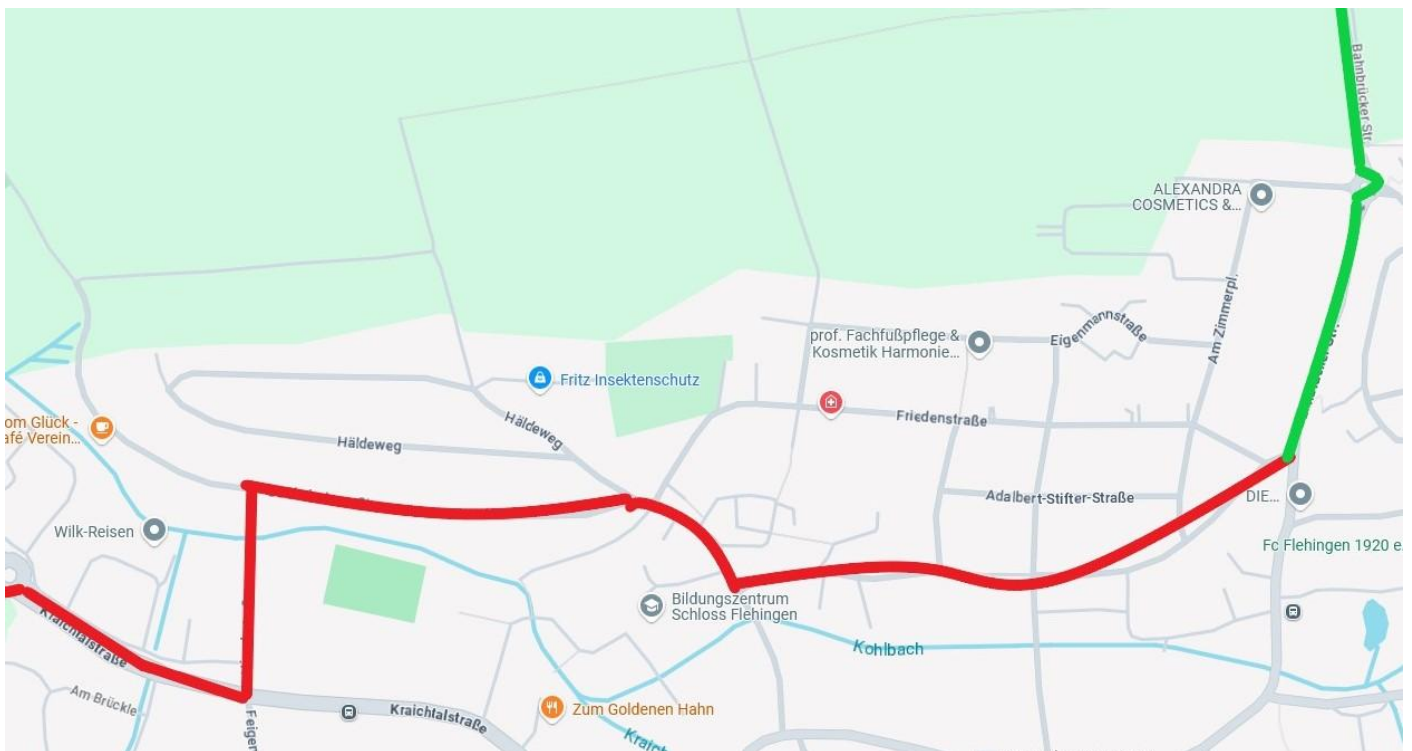 Bahnbrücker Str.
ALEXANDRA
COSMETICS &...
Am Zimmerpl.
Eigenmannstraße
prof. Fachfußpflege &
Kosmetik Harmonie...
Fritz Insektenschutz
Friedenstraße
om Glück -
afé Verein...
Häldeweg
Häldeweg
Adalbert-Stifter-Straße
DIE...
Wilk-Reisen
Fc Flehingen 1920 e.
Bildungszentrum
Schloss Flehingen
Kraichtalstraße
Kohlbach
Am Brückle
Zum Goldenen Hahn
Kraichtalstraße
Feigen
Kraich